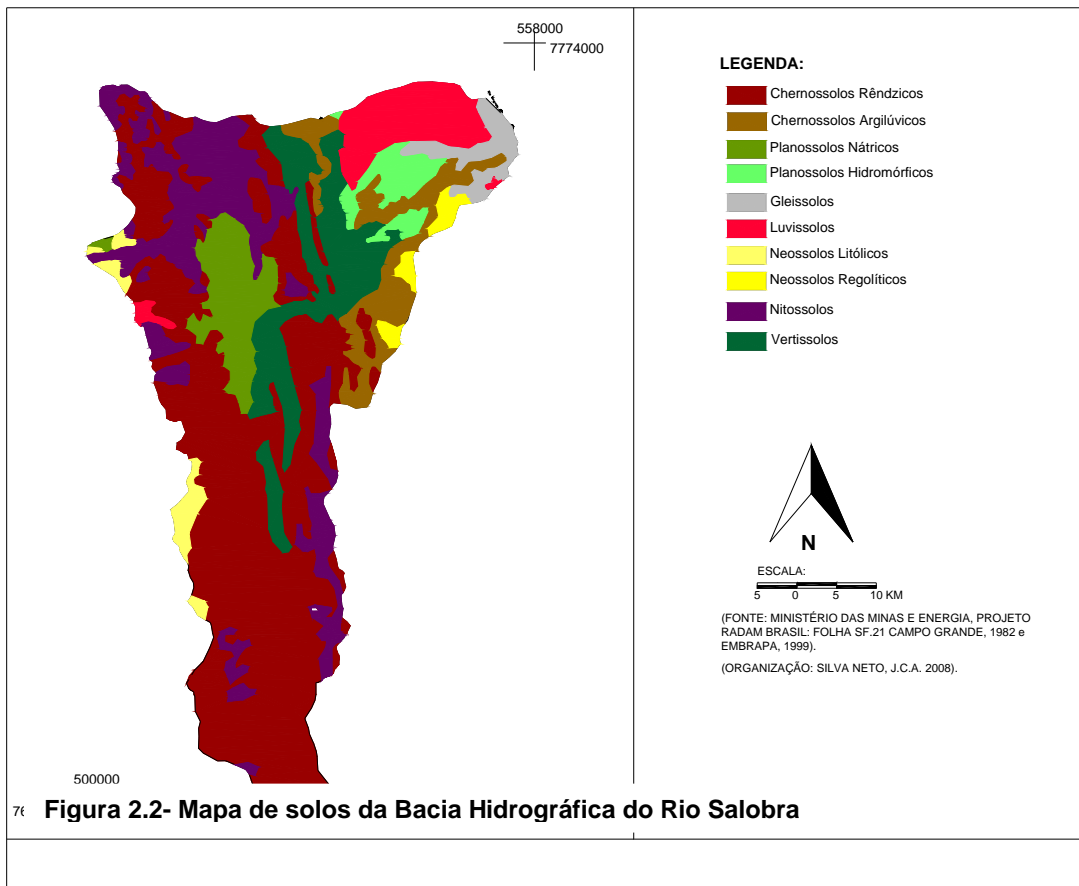 558000
7774000
LEGENDA:
Chernossolos Rêndzicos
Chernossolos Argilúvicos
Planossolos Nátricos
Planossolos Hidromórficos
Gleissolos
Luvissolos
Neossolos Litólicos
Neossolos Regolíticos
Nitossolos
Vertissolos
N
ESCALA:
5 0 5 10 KM
(FONTE: MINISTÉRIO DAS MINAS E ENERGIA, PROJETO
RADAM BRASIL: FOLHA SF.21 CAMPO GRANDE, 1982 e
EMBRAPA, 1999).
(ORGANIZAÇÃO: SILVA NETO, J.C.A. 2008).
500000
Figura 2.2- Mapa de solos da Bacia Hidrográfica do Rio Salobra